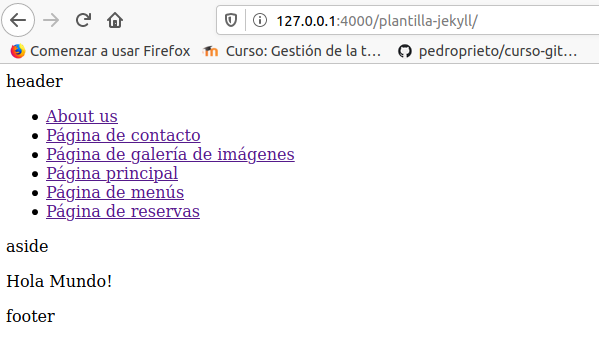 127.0.0.1:4000/plantilla-jekyll/
Comenzar a usar Firefox Curso: Gestión de la t… pedroprieto/curso-git…
header
About us
Página de contacto
Página de galería de imágenes
Página principal
Página de menús
Página de reservas
aside
Hola Mundo!
footer